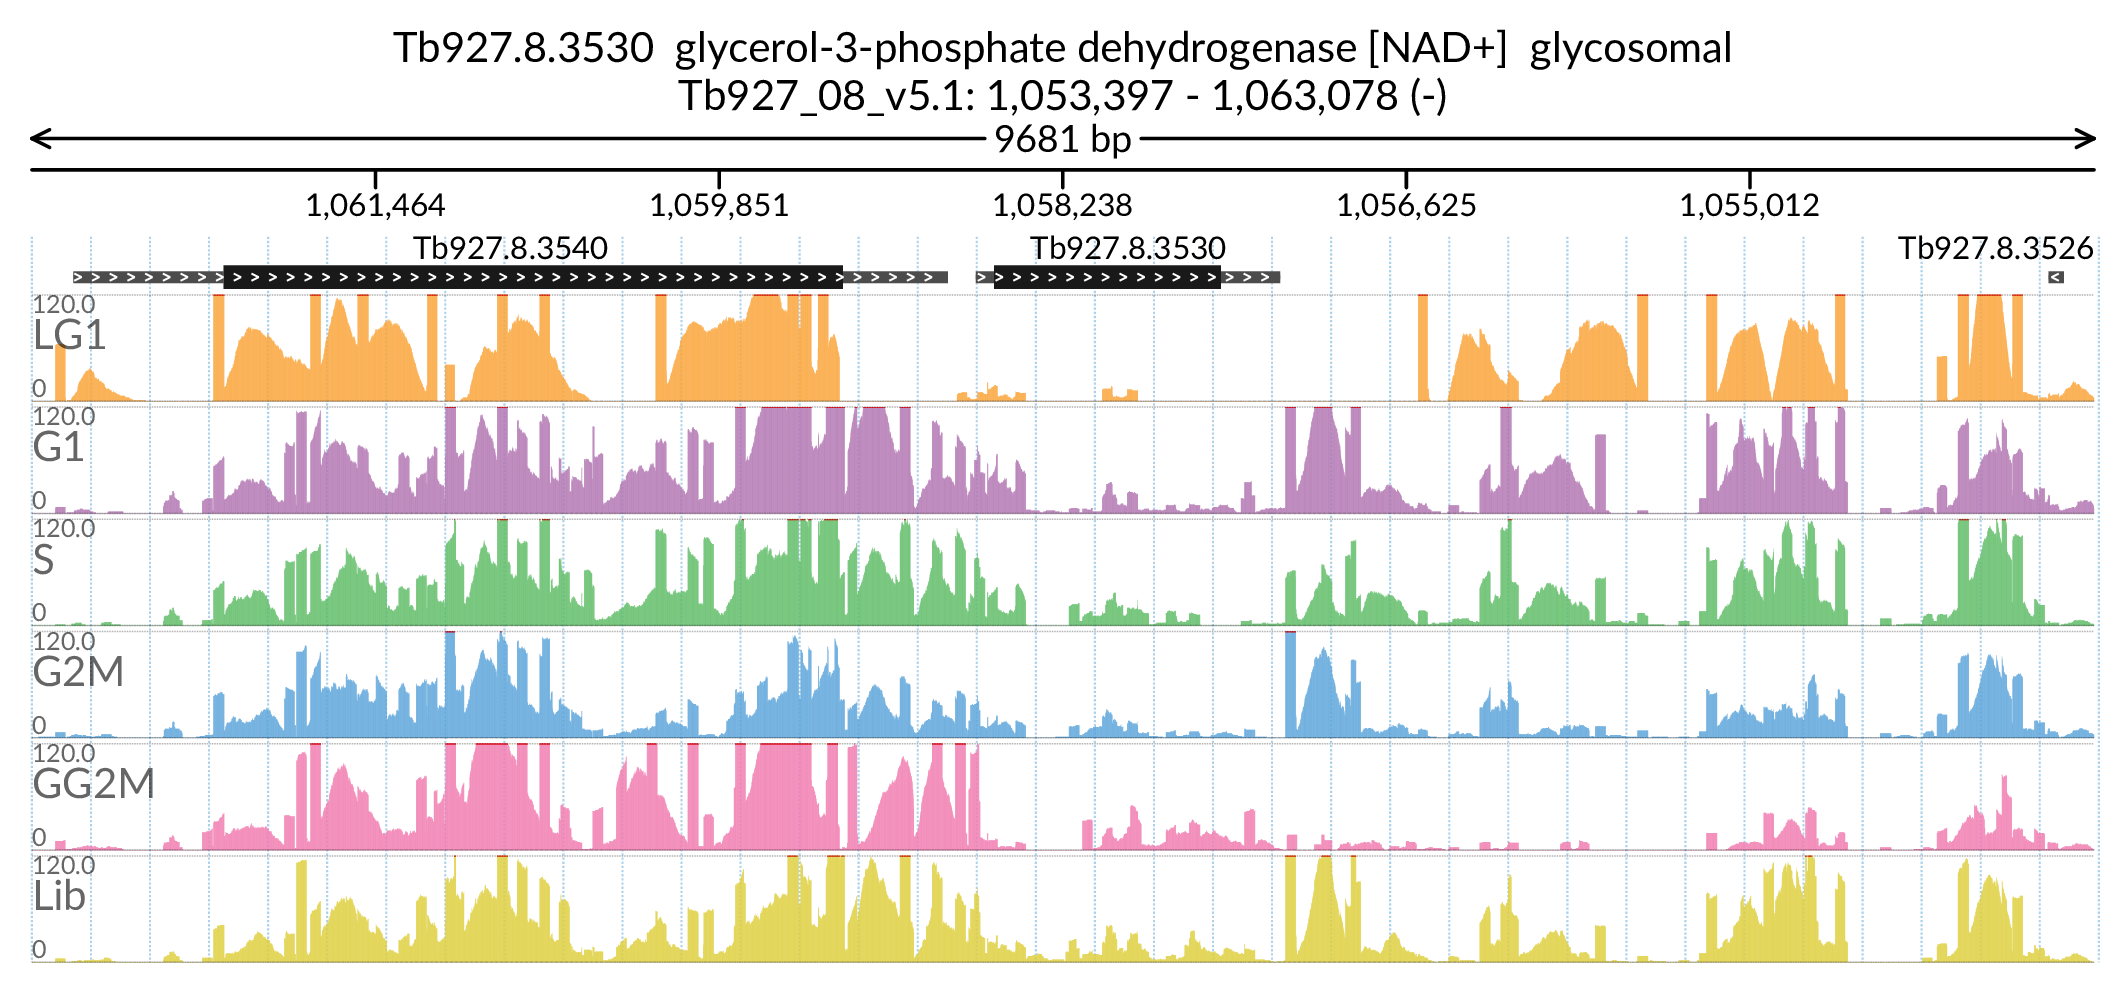 Tb927.8.3530 glycerol-3-phosphate dehydrogenase [NAD+] glycosomal
Tb927_08_v5.1: 1,053,397 - 1,063,078 (-)
9681 bp
1,061,464 1,059,851 1,058,238 1,056,625 1,055,012
Tb927.8.3540 Tb927.8.3530 Tb927.8.3526
120.0
LG1
0
120.0
G1
0
120.0
S
0
120.0
G2M
0
120.0
GG2M
0
120.0
Lib
0